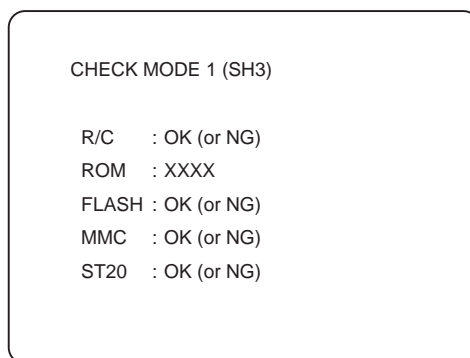 CHECK MODE 1 (SH3)
R/C : OK (or NG)
ROM : XXXX
FLASH : OK (or NG)
MMC : OK (or NG)
ST20 : OK (or NG)